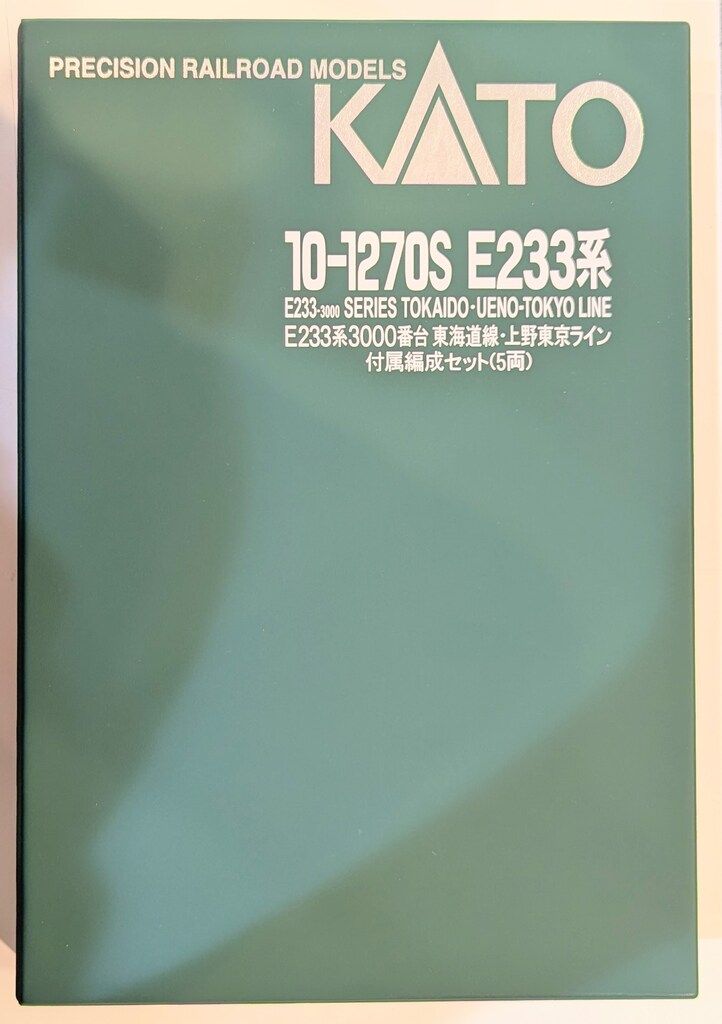 PRECISION RAILROAD MODELS
KATO
10-1270S E233系
E233-3000 SERIES TOKAIDO・UENO-TOKYO LINE
E233系3000番台 東海道線・上野東京ライン
付属編成セット(5両)